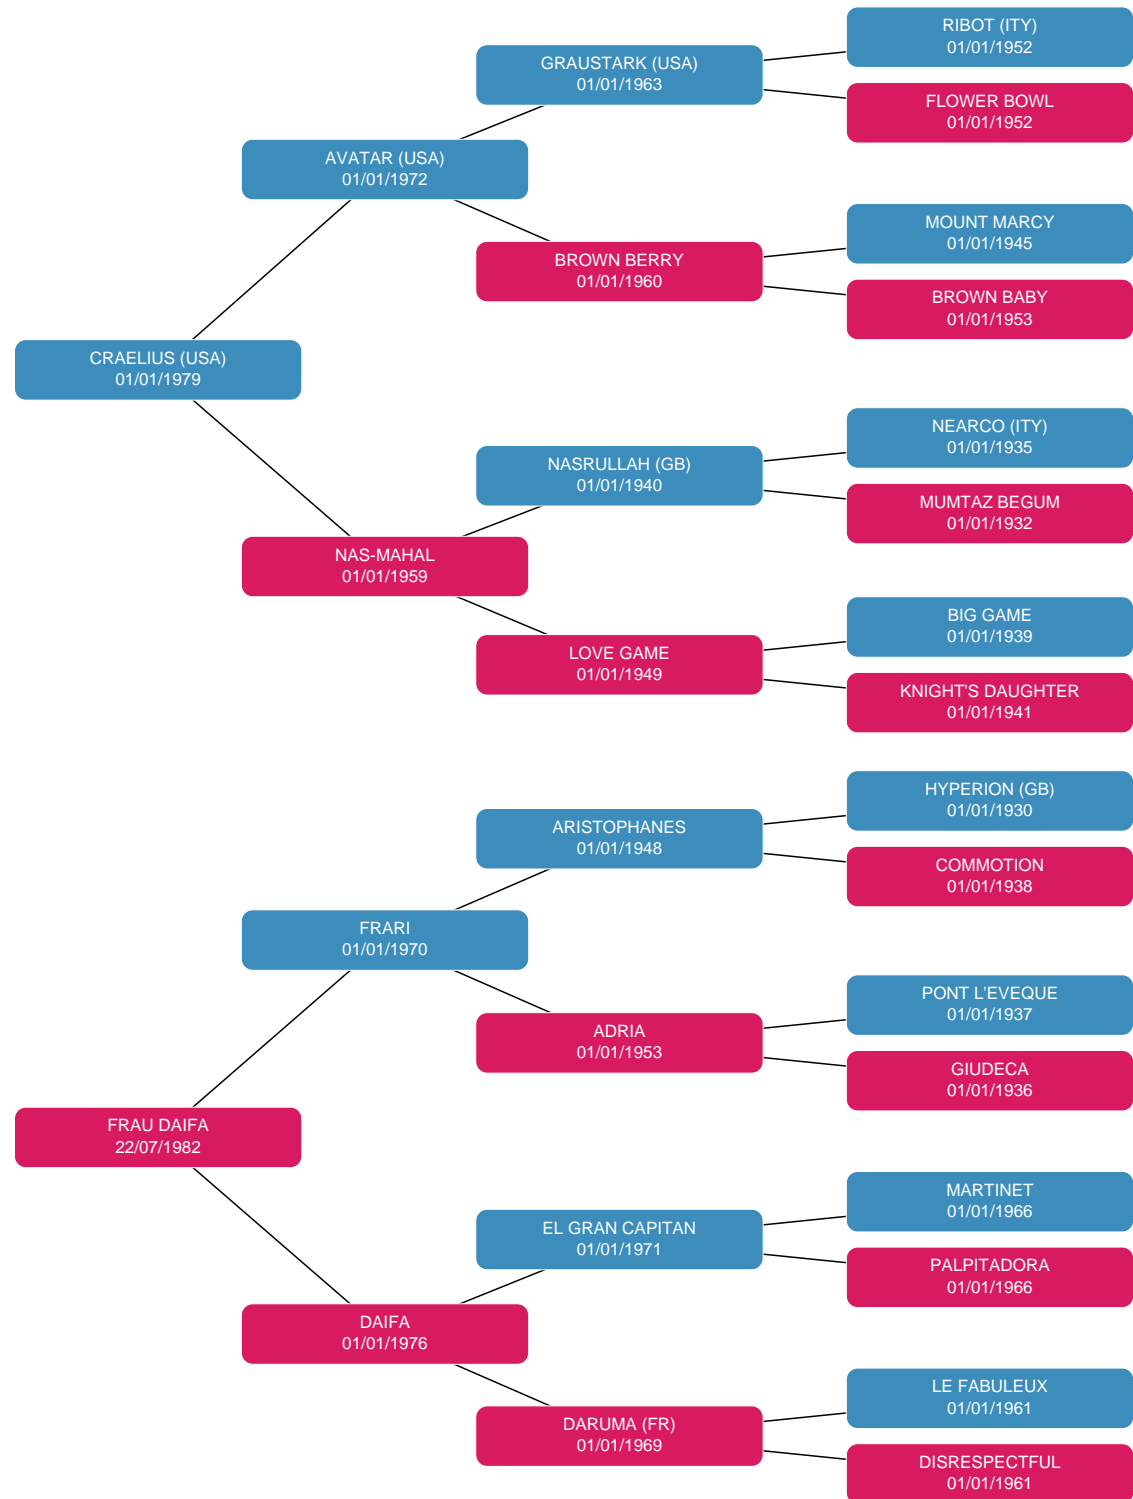 RIBOT (ITY)
01/01/1952
GRAUSTARK (USA)
01/01/1963
FLOWER BOWL
01/01/1952
AVATAR (USA)
01/01/1972
MOUNT MARCY
01/01/1945
BROWN BERRY
01/01/1960
BROWN BABY
01/01/1953
CRAELIUS (USA)
01/01/1979
NEARCO (ITY)
01/01/1935
NASRULLAH (GB)
01/01/1940
MUMTAZ BEGUM
01/01/1932
NAS-MAHAL
01/01/1959
BIG GAME
01/01/1939
LOVE GAME
01/01/1949
KNIGHT'S DAUGHTER
01/01/1941
HYPERION (GB)
01/01/1930
ARISTOPHANES
01/01/1948
COMMOTION
01/01/1938
FRARI
01/01/1970
PONT L'EVEQUE
01/01/1937
ADRIA
01/01/1953
GIUDECA
01/01/1936
FRAU DAIFA
22/07/1982
MARTINET
01/01/1966
EL GRAN CAPITAN
01/01/1971
PALPITADORA
01/01/1966
DAIFA
01/01/1976
LE FABULEUX
01/01/1961
DARUMA (FR)
01/01/1969
DISRESPECTFUL
01/01/1961